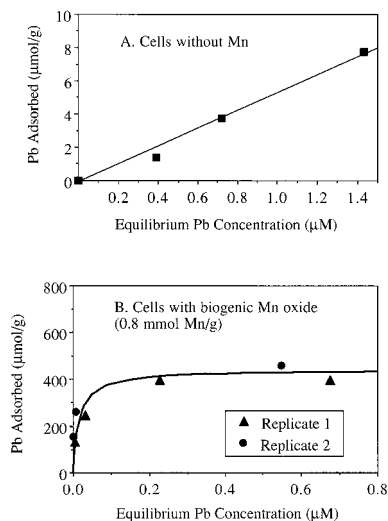 10
A. Cells without Mn
8
6
4
2
0
0.2 0.4 0.6 0.8 1.0 1.2 1.4
Pb Adsorbed (μmol/g)
Equilibrium Pb Concentration (μM)
800
B. Cells with biogenic Mn oxide
(0.8 mmol Mn/g)
600
400
200
0
Replicate 1
Replicate 2
0.0 0.2 0.4 0.6 0.8
Pb Adsorbed (μmol/g)
Equilibrium Pb Concentration (μM)